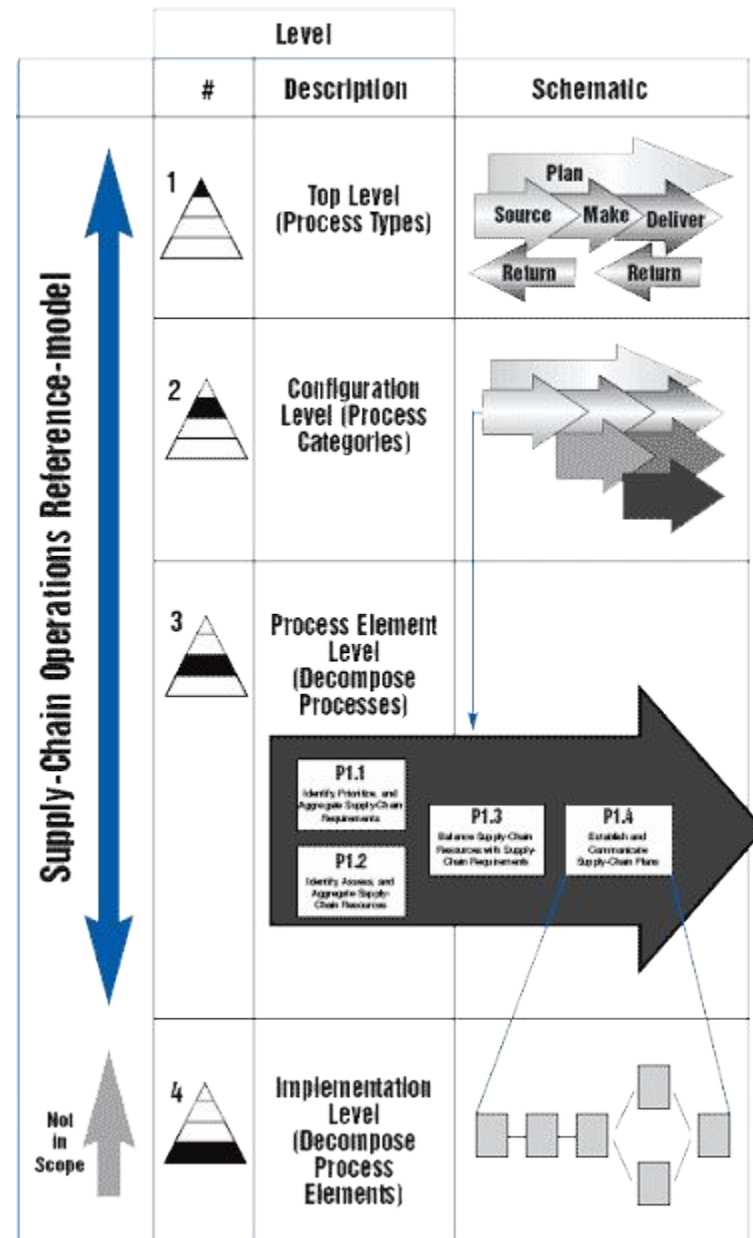 Level
#
Description
Schematic
Supply-Chain Operations Reference-model
1
Top Level
(Process Types)
Plan
Source
Make
Deliver
Return
Return
2
Configuration
Level (Process
Categories)
3
Process Element
Level
(Decompose
Processes)
P1.1
Identify, Prioritize, and
Aggregate Supply-Chain
Requirements
P1.2
Identify, Assess, and
Aggregate Supply-
Chain Resources
P1.3
Balance Supply-Chain
Resources with Supply-
Chain Requirements
P1.4
Establish and
Communicate
Supply-Chain Plans
Not
in
Scope
4
Implementation
Level
(Decompose
Process
Elements)